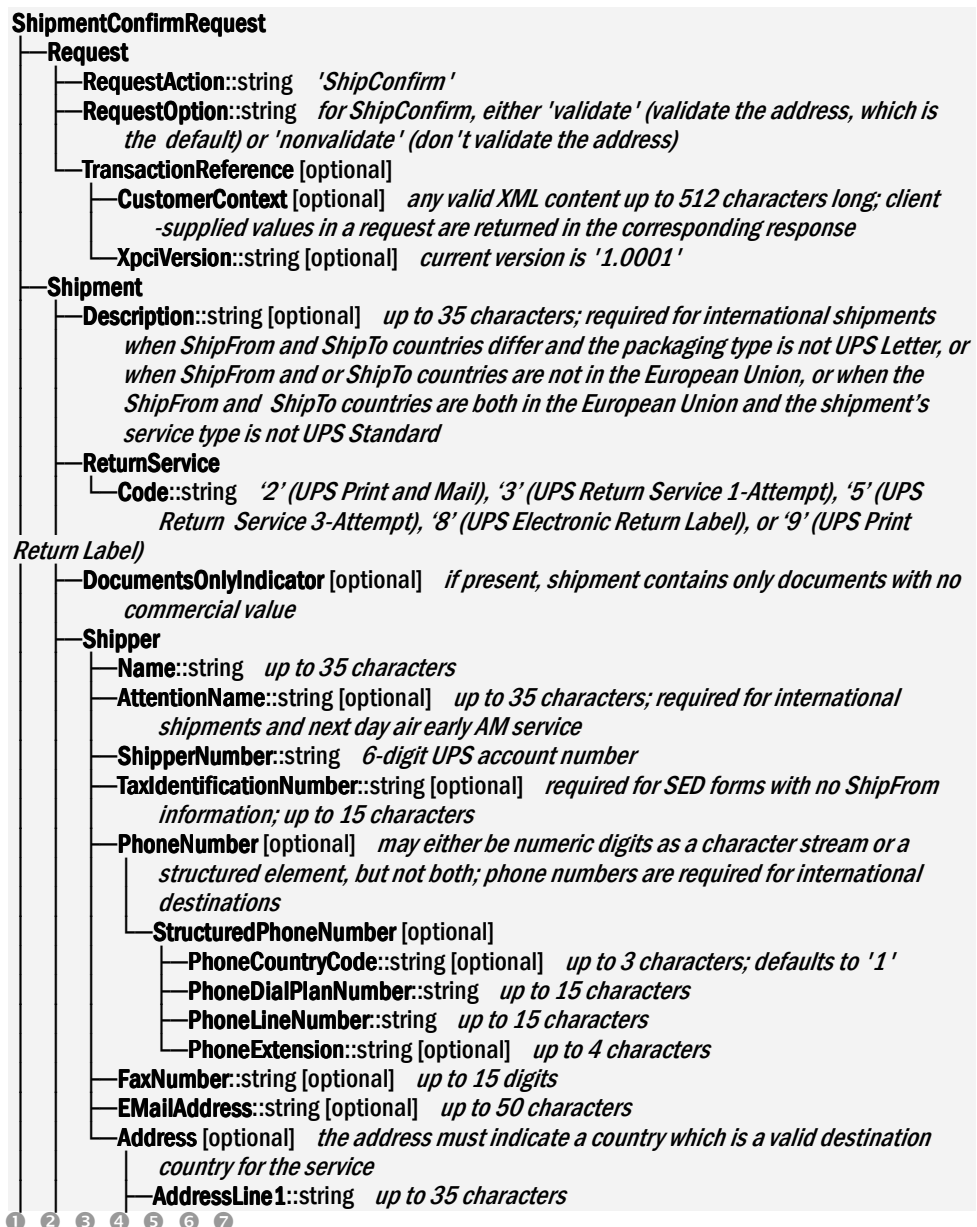 ShipmentConfirmRequest
Request
RequestAction::string 'ShipConfirm'
RequestOption::string for ShipConfirm, either 'validate' (validate the address, which is
the default) or 'nonvalidate' (don't validate the address)
TransactionReference [optional]
CustomerContext [optional] any valid XML content up to 512 characters long; client
-supplied values in a request are returned in the corresponding response
XpciVersion::string [optional] current version is '1.0001'
Shipment
Description::string [optional] up to 35 characters; required for international shipments
when ShipFrom and ShipTo countries differ and the packaging type is not UPS Letter, or
when ShipFrom and or ShipTo countries are not in the European Union, or when the
ShipFrom and ShipTo countries are both in the European Union and the shipment's
service type is not UPS Standard
ReturnService
Code::string ‘2’ (UPS Print and Mail), ‘3’ (UPS Return Service 1-Attempt), ‘5’ (UPS
Return Service 3-Attempt), ‘8’ (UPS Electronic Return Label), or ‘9’ (UPS Print
Return Label)
DocumentsOnlyIndicator [optional] if present, shipment contains only documents with no
commercial value
Shipper
Name::string up to 35 characters
AttentionName::string [optional] up to 35 characters; required for international
shipments and next day air early AM service
ShipperNumber::string 6-digit UPS account number
TaxIdentificationNumber::string [optional] required for SED forms with no ShipFrom
information; up to 15 characters
PhoneNumber [optional] may either be numeric digits as a character stream or a
structured element, but not both; phone numbers are required for international
destinations
StructuredPhoneNumber [optional]
PhoneCountryCode::string [optional] up to 3 characters; defaults to '1'
PhoneDialPlanNumber::string up to 15 characters
PhoneLineNumber::string up to 15 characters
PhoneExtension::string [optional] up to 4 characters
FaxNumber::string [optional] up to 15 digits
EMailAddress::string [optional] up to 50 characters
Address [optional] the address must indicate a country which is a valid destination
country for the service
AddressLine1::string up to 35 characters
❶ ❷ ❸ ❹ ❺ ❻ ❼